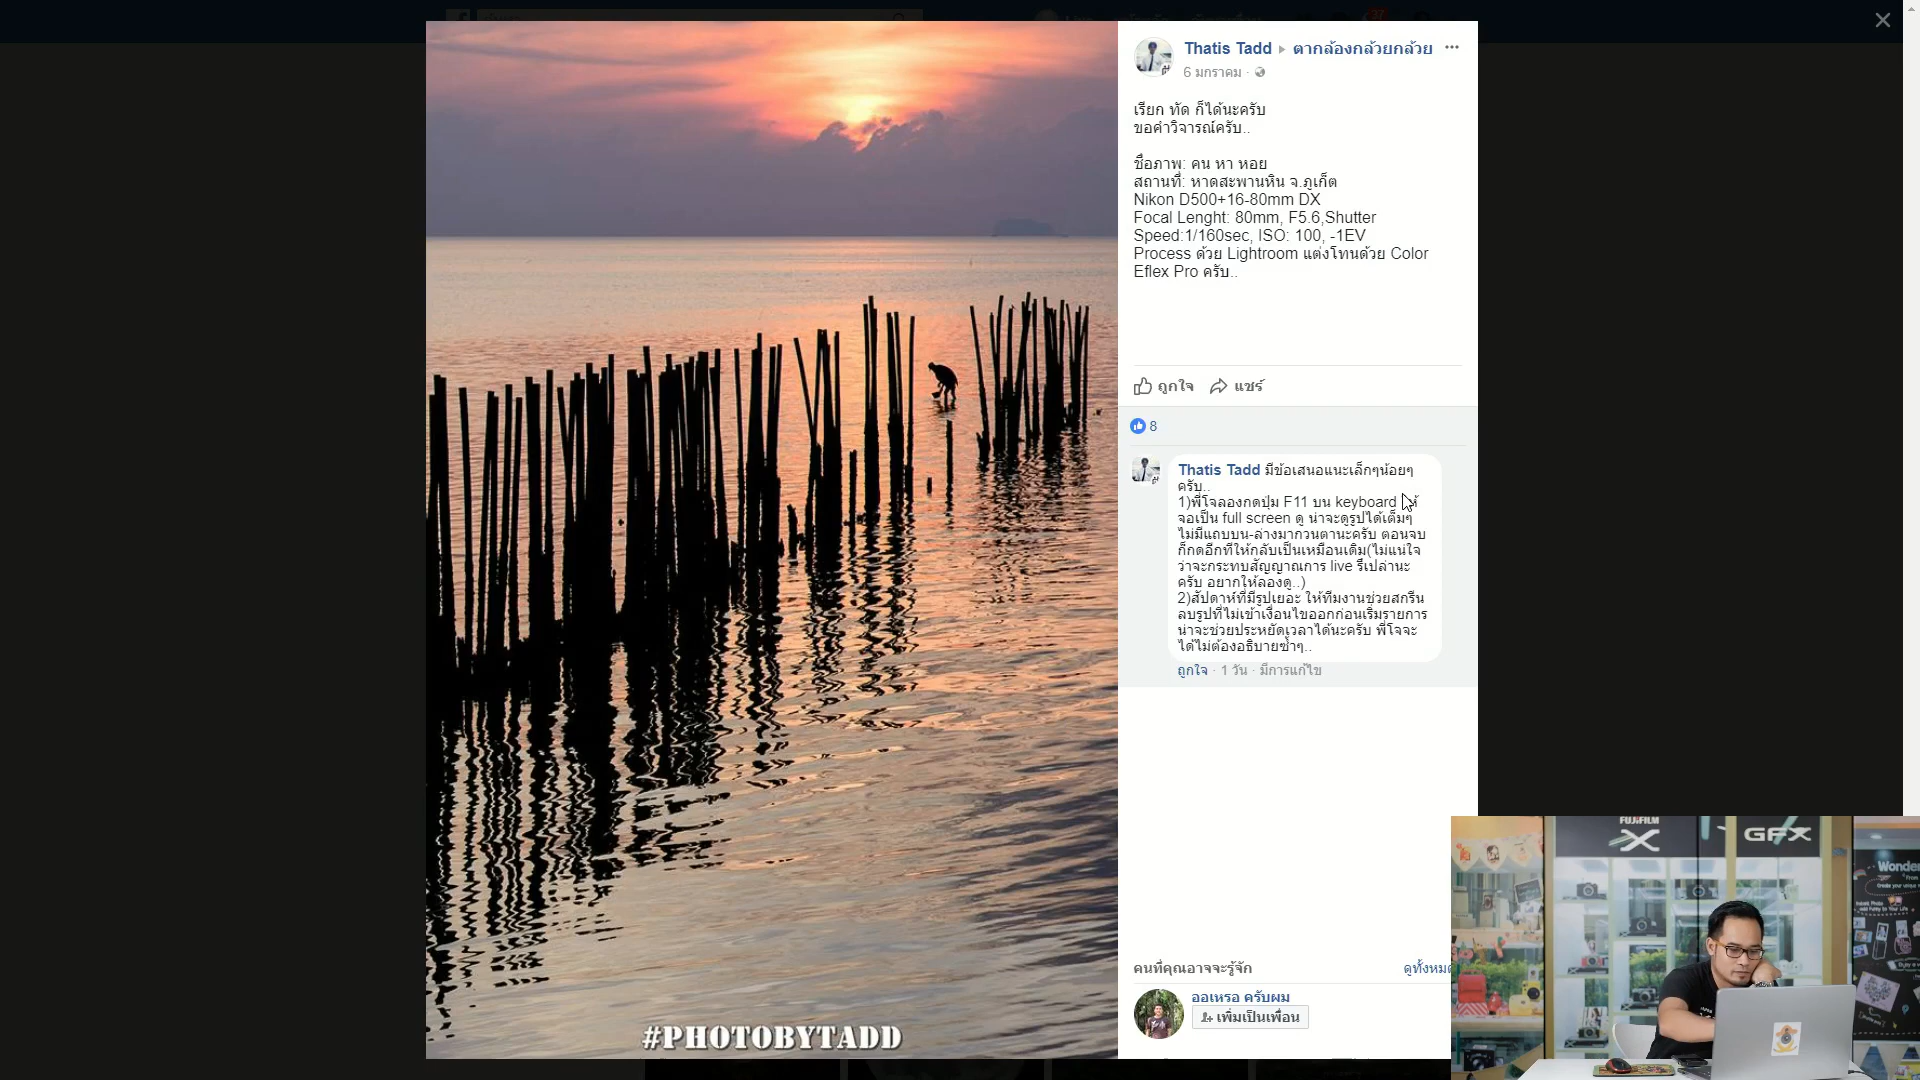 Thatis Tadd ▸ ตากล้องกล้วยกล้วย
6 มกราคม ·
เรียก ทัด ก็ได้นะครับ
ขอคำวิจารณ์ครับ..
ชื่อภาพ: คน หา หอย
สถานที่: หาดสะพานหิน จ.ภูเก็ต
Nikon D500+16-80mm DX
Focal Lenght: 80mm, F5.6,Shutter
Speed:1/160sec, ISO: 100, -1EV
Process ด้วย Lightroom แต่งโทนด้วย Color
Eflex Pro ครับ..
ถูกใจ แชร์
8
Thatis Tadd มีข้อเสนอแนะเล็กๆน้อยๆ
ครับ..
1)พี่โจลองกดปุ่ม F11 บน keyboard ให้
จอเป็น full screen ดู น่าจะดูรูปได้เต็มๆ
ไม่มีแถบบน-ล่างมากวนตานะครับ ตอนจบ
ก็กดอีกทีให้กลับเป็นเหมือนเดิม(ไม่แน่ใจ
ว่าจะกระทบสัญญาณการ live รึเปล่านะ
ครับ อยากให้ลองดู..)
2)สัปดาห์ที่มีรูปเยอะ ให้ทีมงานช่วยสกรีน
ลบรูปที่ไม่เข้าเงื่อนไขออกก่อนเริ่มรายการ
น่าจะช่วยประหยัดเวลาได้นะครับ พี่โจจะ
ได้ไม่ต้องอธิบายซ้ำๆ..
ถูกใจ · 1 วัน · มีการแก้ไข
คนที่คุณอาจจะรู้จัก
ดูทั้งหมด
ออเหรอ ครับผม
เพิ่มเป็นเพื่อน
#PHOTOBYTADD
FUJIFILM
X
GFX
Wonder